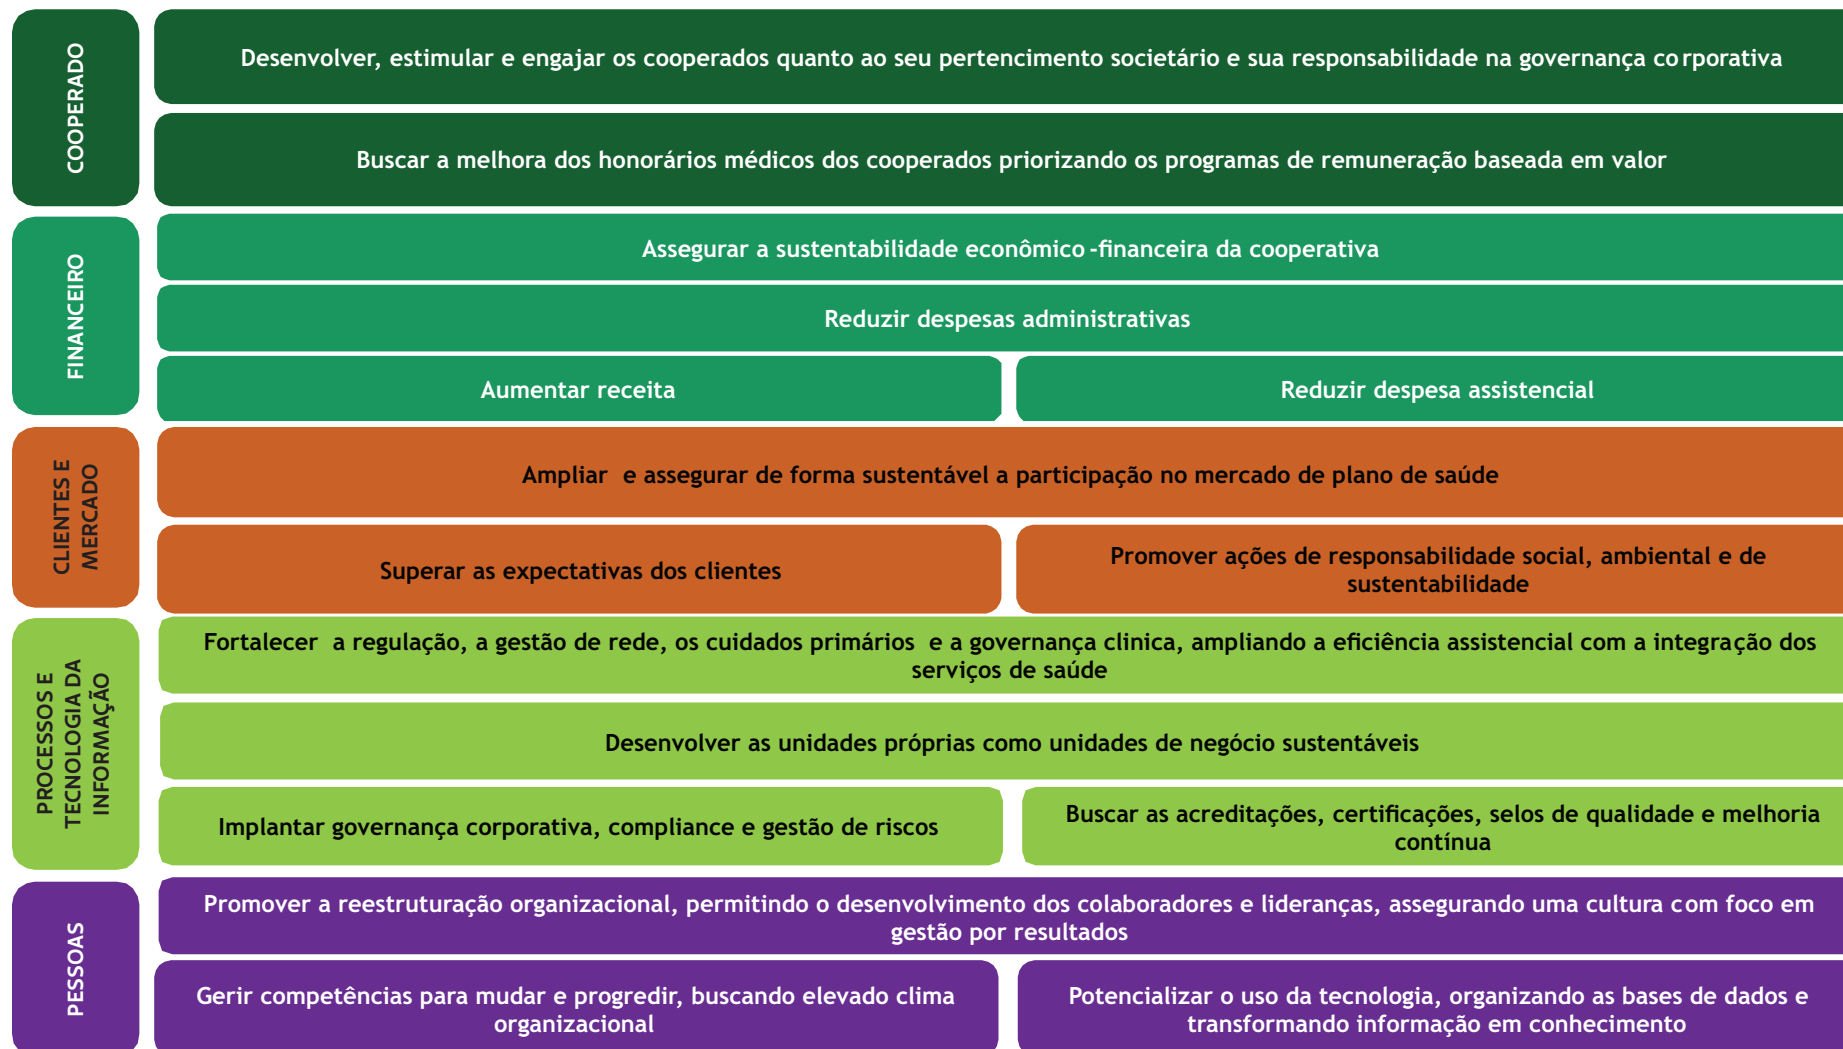 COOPERADO
Desenvolver, estimular e engajar os cooperados quanto ao seu pertencimento societário e sua responsabilidade na governança corporativa
Buscar a melhora dos honorários médicos dos cooperados priorizando os programas de remuneração baseada em valor
FINANCEIRO
Assegurar a sustentabilidade econômico-financeira da cooperativa
Reduzir despesas administrativas
Aumentar receita
Reduzir despesa assistencial
CLIENTES E
MERCADO
Ampliar e assegurar de forma sustentável a participação no mercado de plano de saúde
Superar as expectativas dos clientes
Promover ações de responsabilidade social, ambiental e de
sustentabilidade
PROCESSOS E
TECNOLOGIA DA
INFORMAÇÃO
Fortalecer a regulação, a gestão de rede, os cuidados primários e a governança clinica, ampliando a eficiência assistencial com a integração dos
serviços de saúde
Desenvolver as unidades próprias como unidades de negócio sustentáveis
Implantar governança corporativa, compliance e gestão de riscos
Buscar as acreditações, certificações, selos de qualidade e melhoria
contínua
PESSOAS
Promover a reestruturação organizacional, permitindo o desenvolvimento dos colaboradores e lideranças, assegurando uma cultura com foco em
gestão por resultados
Gerir competências para mudar e progredir, buscando elevado clima
organizacional
Potencializar o uso da tecnologia, organizando as bases de dados e
transformando informação em conhecimento